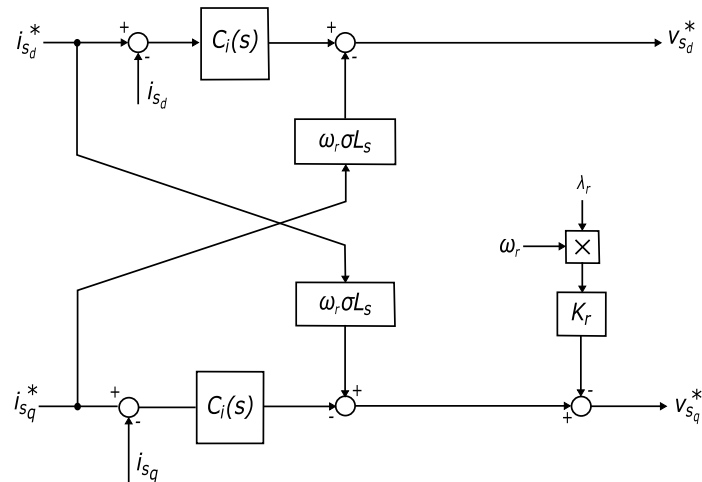 i_{s_d}^* + - C_i(s) + - v_{s_d}^*
i_{s_d}
ω_r σL_s
λ_r
ω_r ×
ω_r σL_s
K_r
i_{s_q}^* + - C_i(s) - + + - v_{s_q}^*
i_{s_q}